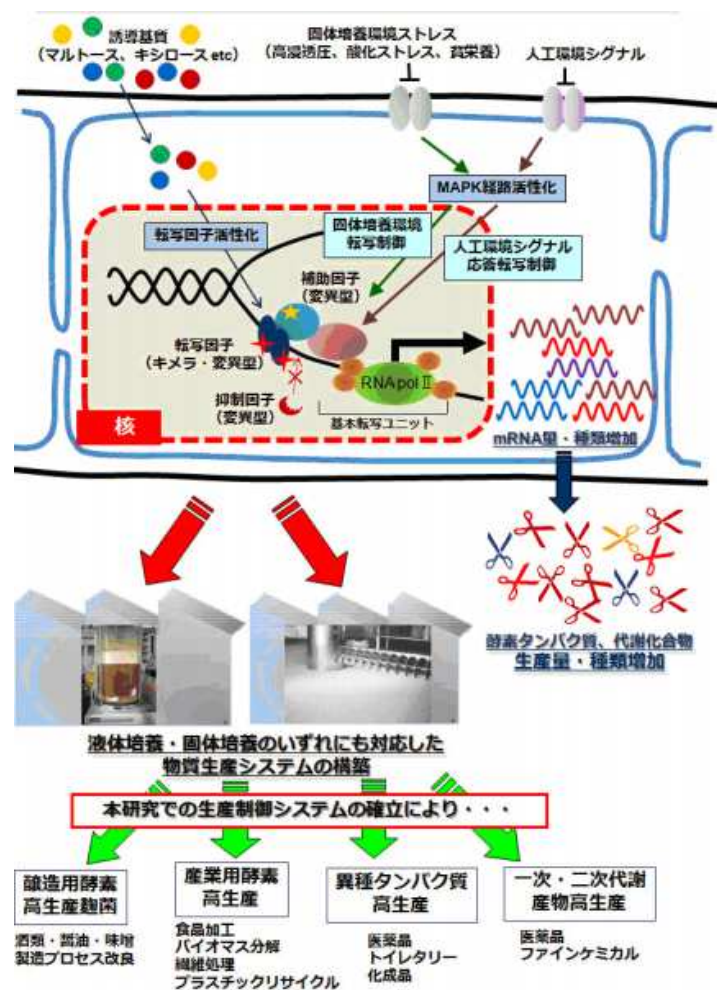 誘導基質
(マルトース、キシロース etc)
固体培養環境ストレス
(高浸透圧、酸化ストレス、貧栄養)
人工環境シグナル
MAPK経路活性化
転写因子活性化
固体培養環境
転写制御
人工環境シグナル
応答転写制御
補助因子
(変異型)
転写因子
(キメラ・変異型)
抑制因子
(変異型)
RNA pol Ⅱ
基本転写ユニット
核
mRNA量・種類増加
酵素タンパク質、代謝化合物
生産量・種類増加
液体培養・固体培養のいずれにも対応した
物質生産システムの構築
本研究での生産制御システムの確立により・・・
醸造用酵素
高生産麹菌
酒類・醤油・味噌
製造プロセス改良
産業用酵素
高生産
食品加工
バイオマス分解
繊維処理
プラスチックリサイクル
異種タンパク質
高生産
医薬品
トイレタリー
化成品
一次・二次代謝
産物高生産
医薬品
ファインケミカル